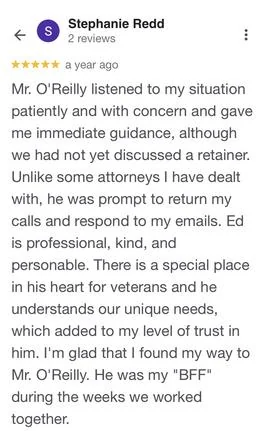 Stephanie Redd
S
2 reviews
a year ago
Mr. O'Reilly listened to my situation
patiently and with concern and gave
me immediate guidance, although
we had not yet discussed a retainer.
Unlike some attorneys I have dealt
with, he was prompt to return my
calls and respond to my emails. Ed
is professional, kind, and
personable. There is a special place
in his heart for veterans and he
understands our unique needs,
which added to my level of trust in
him. I'm glad that I found my way to
Mr. O'Reilly. He was my "BFF"
during the weeks we worked
together.